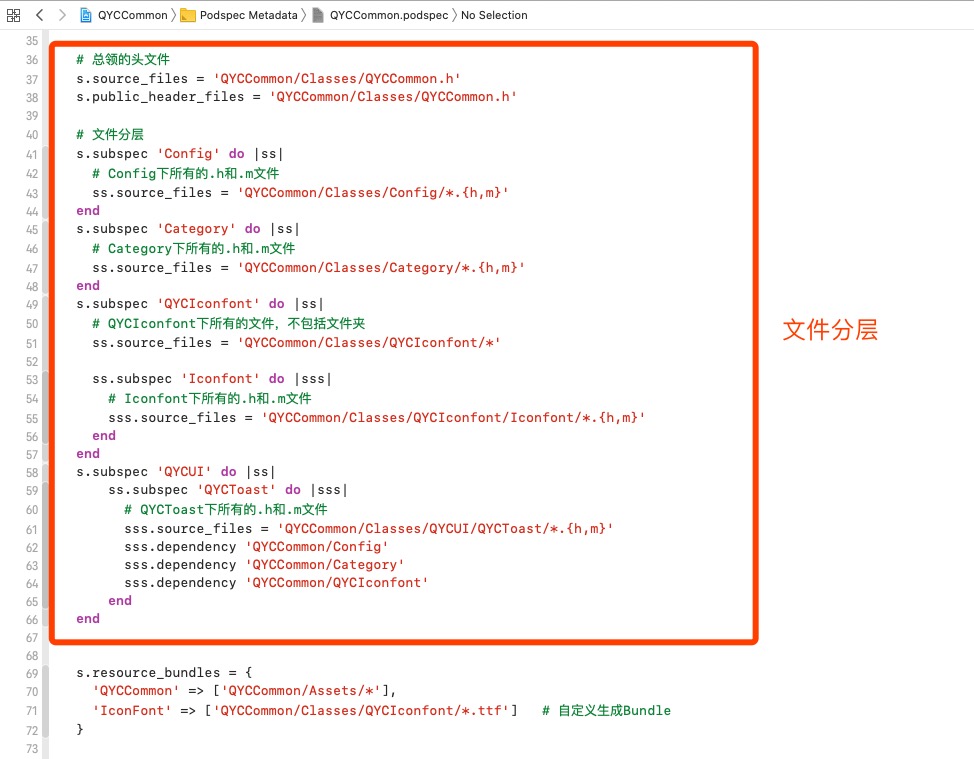 QYCCommon Podspec Metadata QYCCommon.podspec No Selection
35
36 # 总领的头文件
37 s.source_files = 'QYCCommon/Classes/QYCCommon.h'
38 s.public_header_files = 'QYCCommon/Classes/QYCCommon.h'
39
40 # 文件分层
41 s.subspec 'Config' do |ss|
42 # Config下所有的.h和.m文件
43 ss.source_files = 'QYCCommon/Classes/Config/*.{h,m}'
44 end
45 s.subspec 'Category' do |ss|
46 # Category下所有的.h和.m文件
47 ss.source_files = 'QYCCommon/Classes/Category/*.{h,m}'
48 end
49 s.subspec 'QYCIconfont' do |ss|
50 # QYCIconfont下所有的文件，不包括文件夹
51 ss.source_files = 'QYCCommon/Classes/QYCIconfont/*'
52
53 ss.subspec 'Iconfont' do |sss|
54 # Iconfont下所有的.h和.m文件
55 sss.source_files = 'QYCCommon/Classes/QYCIconfont/Iconfont/*.{h,m}'
56 end
57 end
58 s.subspec 'QYCUI' do |ss|
59 ss.subspec 'QYCToast' do |sss|
60 # QYCToast下所有的.h和.m文件
61 sss.source_files = 'QYCCommon/Classes/QYCUI/QYCToast/*.{h,m}'
62 sss.dependency 'QYCCommon/Config'
63 sss.dependency 'QYCCommon/Category'
64 sss.dependency 'QYCCommon/QYCIconfont'
65 end
66 end
67
68
69 s.resource_bundles = {
70 'QYCCommon' => ['QYCCommon/Assets/*'],
71 'IconFont' => ['QYCCommon/Classes/QYCIconfont/*.ttf'] # 自定义生成Bundle
72 }
73
文件分层